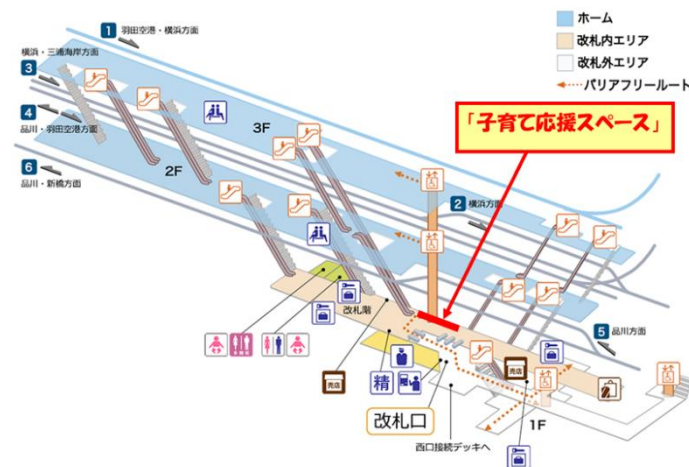 1 羽田空港・横浜方面
横浜・三浦海岸方面
3
4
品川・羽田空港方面
6
品川・新橋方面
3F
2F
2 横浜方面
5 品川方面
ホーム
改札内エリア
改札外エリア
バリアフリールート
「子育て応援スペース」
改札階
売店
精
改札口
売店
西口接続デッキへ
1F